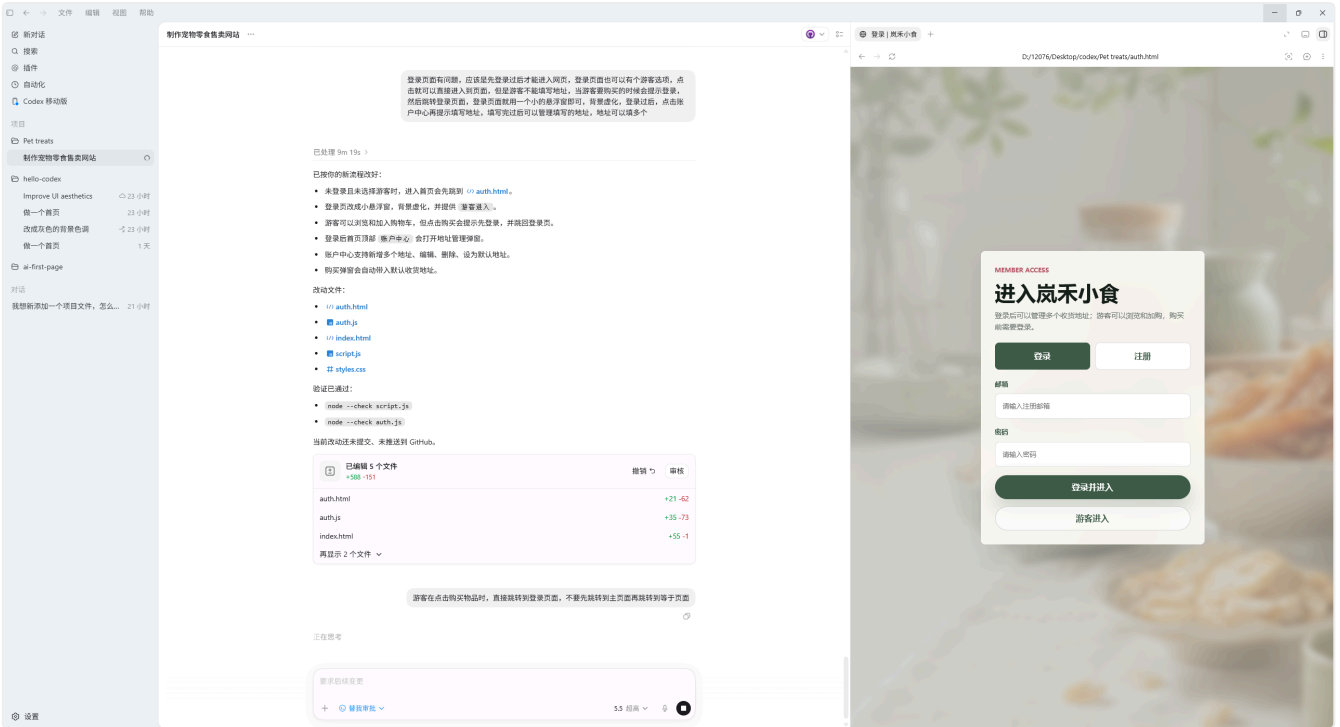 文件 编辑 视图 帮助
新对话
搜索
插件
自动化
Codex 移动版
项目
Pet treats
制作宠物零食售卖网站
hello-codex
Improve UI aesthetics 23 小时
做一个首页 23 小时
改成灰色的背景色调 23 小时
做一个首页 1 天
ai-first-page
对话
我想新添加一个项目文件，怎么... 21 小时
设置
制作宠物零食售卖网站 ···
登录页面有问题，应该是先登录过后才能进入网页，登录页面也可以有个游客选项，点
击就可以直接进入到页面，但是游客不能填写地址，当游客要购买的时候会提示登录，
然后跳转登录页面，登录页面就用一个小的悬浮窗即可，背景虚化，登录过后，点击账
户中心再提示填写地址，填写完过后可以管理填写的地址，地址可以填多个
已处理 9m 19s
已按你的新流程改好：
未登录且未选择游客时，进入首页会先跳到 auth.html。
登录页改成小悬浮窗，背景虚化，并提供 游客进入。
游客可以浏览和加入购物车，但点击购买会提示先登录，并跳回登录页。
登录后首页顶部 账户中心 会打开地址管理弹窗。
账户中心支持新增多个地址、编辑、删除、设为默认地址。
购买弹窗会自动带入默认收货地址。
改动文件：
auth.html
auth.js
index.html
script.js
styles.css
验证已通过：
node --check script.js
node --check auth.js
当前改动还未提交、未推送到 GitHub。
已编辑 5 个文件
+588 -151
撤销 审核
auth.html +21 -62
auth.js +35 -73
index.html +55 -1
再显示 2 个文件
游客在点击购买物品时，直接跳转到登录页面，不要先跳转到主页面再跳转到等于页面
正在思考
要求后续变更
替我审批 5.5 超高
登录 | 岚禾小食
D:/12076/Desktop/codex/Pet treats/auth.html
MEMBER ACCESS
进入岚禾小食
登录后可以管理多个收货地址；游客可以浏览和加购，购买
前需要登录。
登录 注册
邮箱
请输入注册邮箱
密码
请输入密码
登录并进入
游客进入